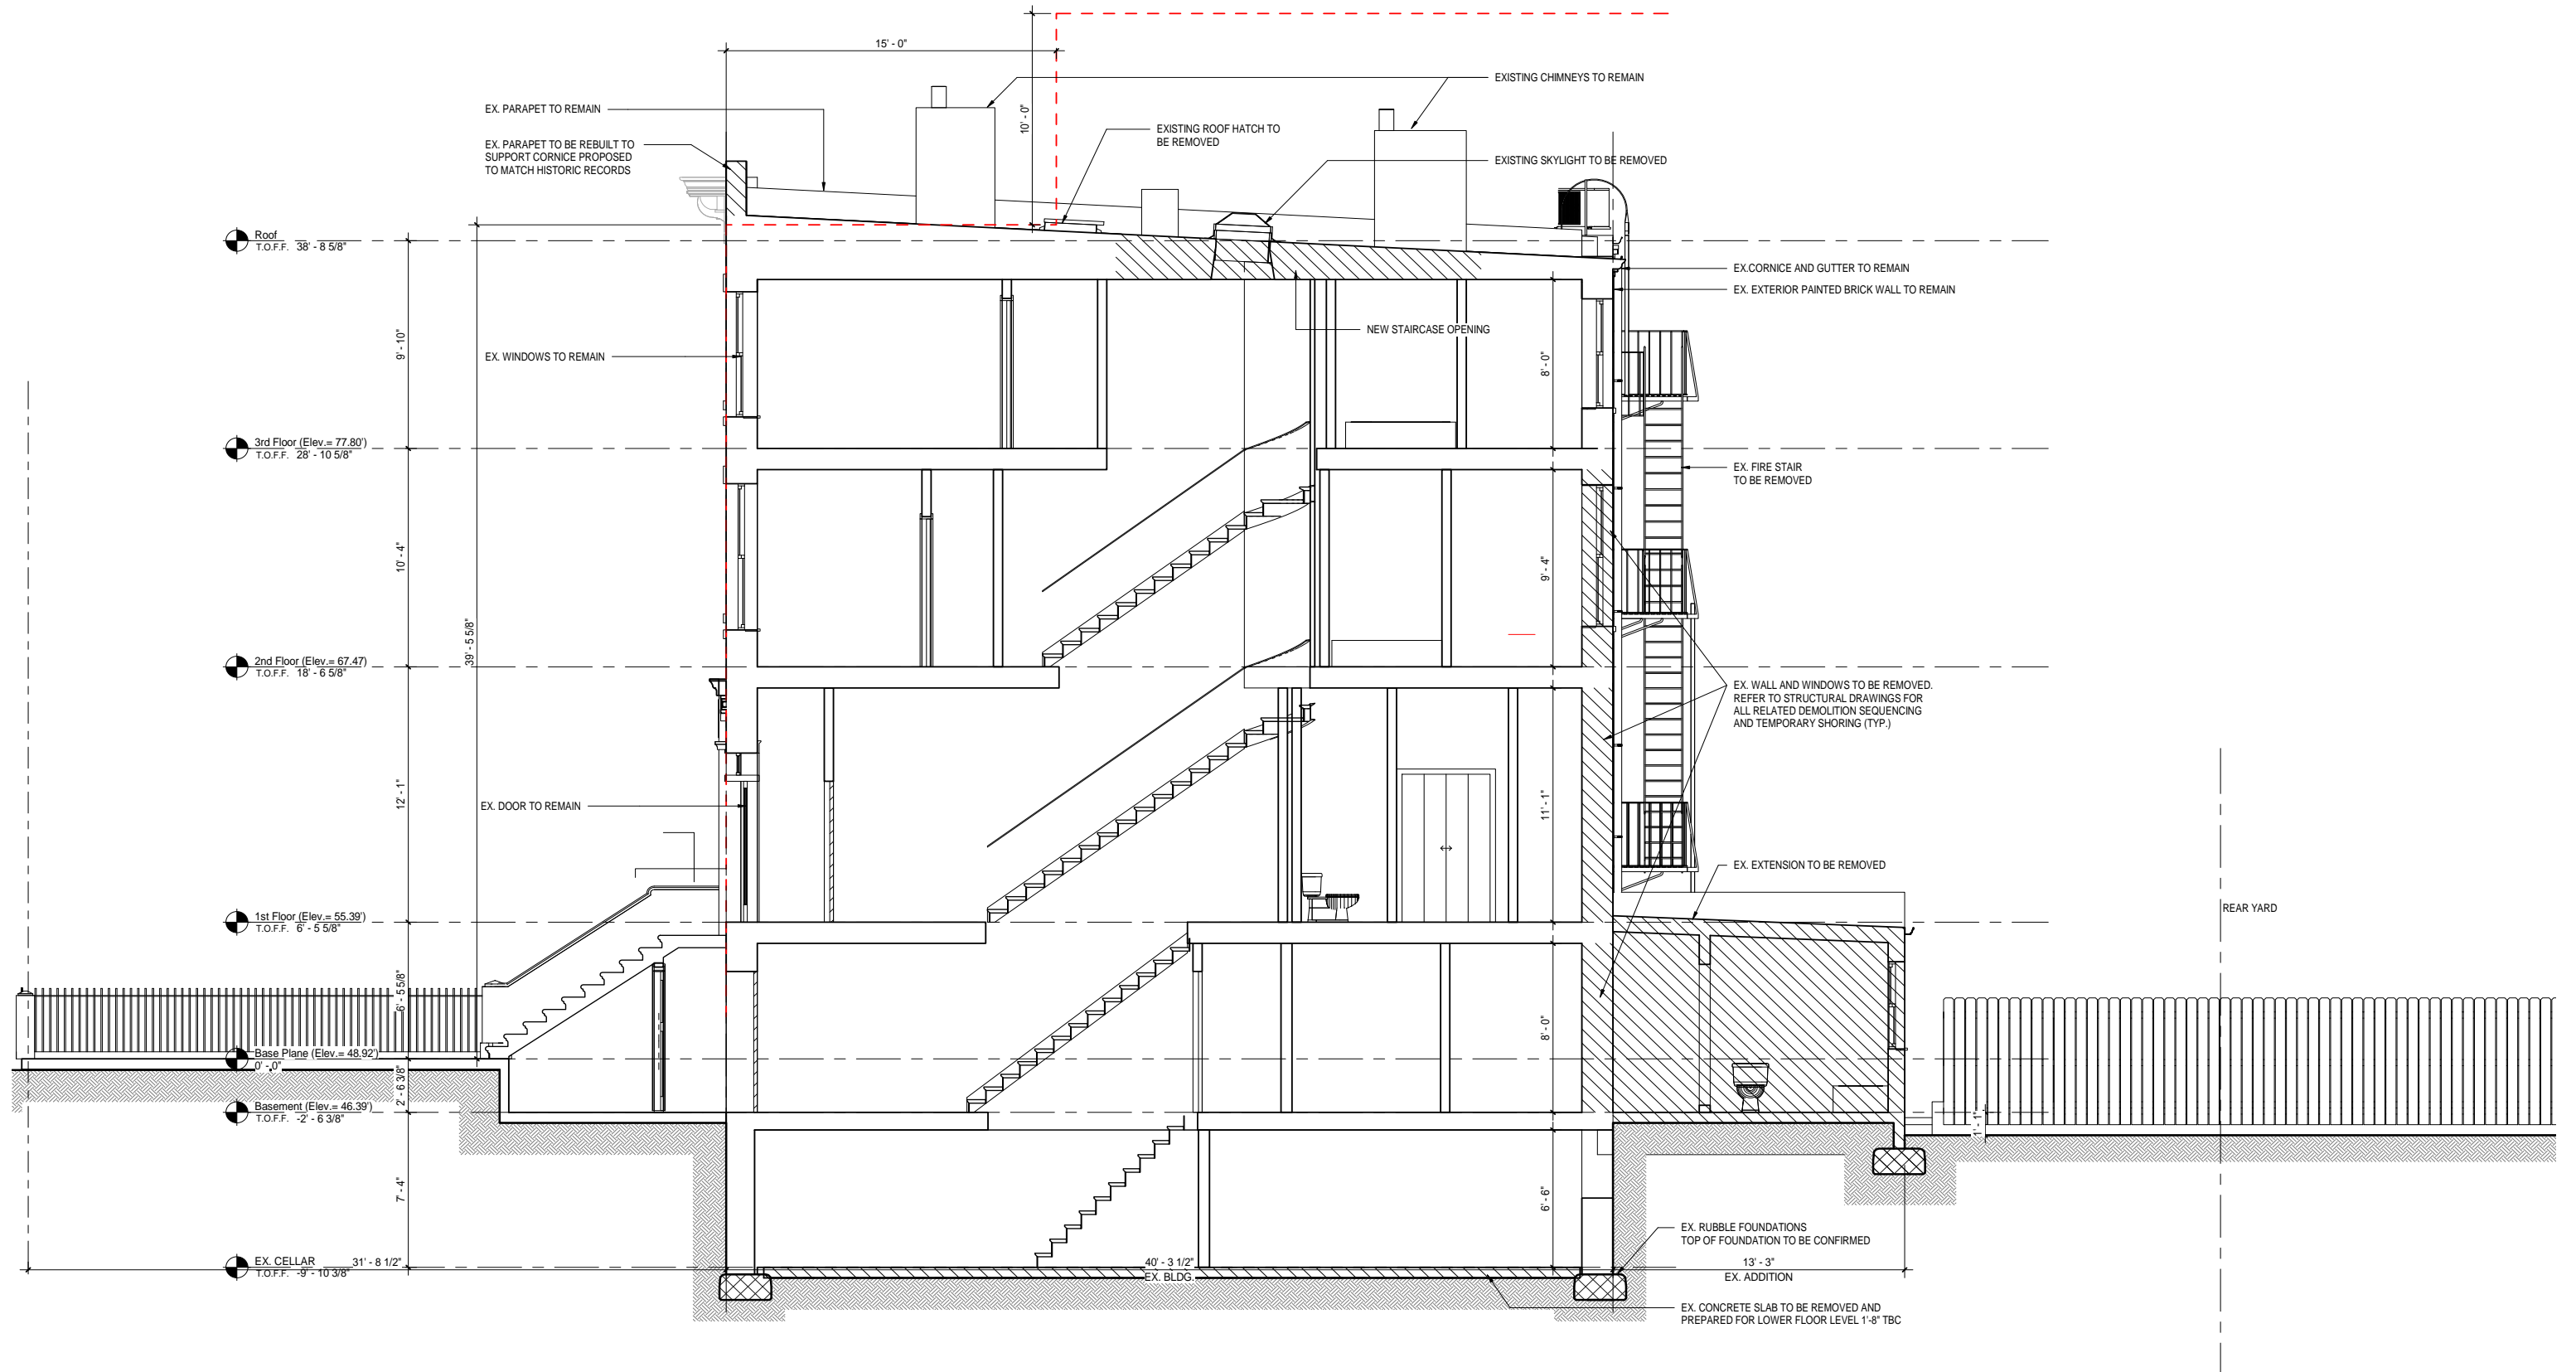 15' - 0"
10' - 0"
EXISTING CHIMNEYS TO REMAIN
EX. PARAPET TO REMAIN
EXISTING ROOF HATCH TO
BE REMOVED
EX. PARAPET TO BE REBUILT TO
SUPPORT CORNICE PROPOSED
TO MATCH HISTORIC RECORDS
EXISTING SKYLIGHT TO BE REMOVED
Roof
T.O.F.F. 38' - 8 5/8"
EX.CORNICE AND GUTTER TO REMAIN
EX. EXTERIOR PAINTED BRICK WALL TO REMAIN
NEW STAIRCASE OPENING
9' - 10"
EX. WINDOWS TO REMAIN
8' - 0"
3rd Floor (Elev.= 77.80')
T.O.F.F. 28' - 10 5/8"
EX. FIRE STAIR
TO BE REMOVED
10' - 4"
9' - 4"
39' - 5 5/8"
2nd Floor (Elev.= 67.47)
T.O.F.F. 18' - 6 5/8"
EX. WALL AND WINDOWS TO BE REMOVED.
REFER TO STRUCTURAL DRAWINGS FOR
ALL RELATED DEMOLITION SEQUENCING
AND TEMPORARY SHORING (TYP.)
12' - 1"
EX. DOOR TO REMAIN
11' - 1"
EX. EXTENSION TO BE REMOVED
REAR YARD
1st Floor (Elev.= 55.39')
T.O.F.F. 6' - 5 5/8"
6' - 5 5/8"
8' - 0"
Base Plane (Elev.= 48.92')
0' - 0"
2' - 6 3/8"
Basement (Elev.= 46.39')
T.O.F.F. -2' - 6 3/8"
1' - 1"
7' - 4"
6' - 6"
EX. RUBBLE FOUNDATIONS
TOP OF FOUNDATION TO BE CONFIRMED
EX. CELLAR
T.O.F.F. -9' - 10 3/8"
31' - 8 1/2"
40' - 3 1/2"
EX. BLDG.
13' - 3"
EX. ADDITION
EX. CONCRETE SLAB TO BE REMOVED AND
PREPARED FOR LOWER FLOOR LEVEL 1'-8" TBC